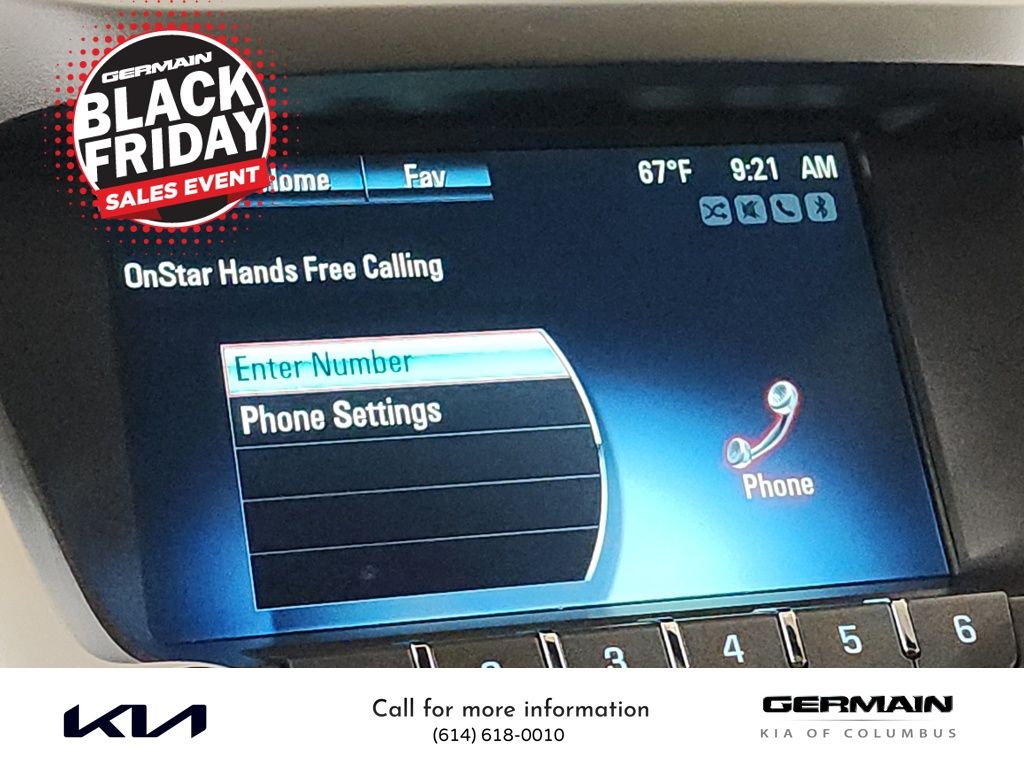 GERMAIN
BLACK
FRIDAY
SALES EVENT
Home
Fav
67°F 9:21 AM
OnStar Hands Free Calling
Enter Number
Phone Settings
Phone
2 3 4 5 6
KIA
Call for more information
(614) 618-0010
GERMAIN
KIA OF COLUMBUS